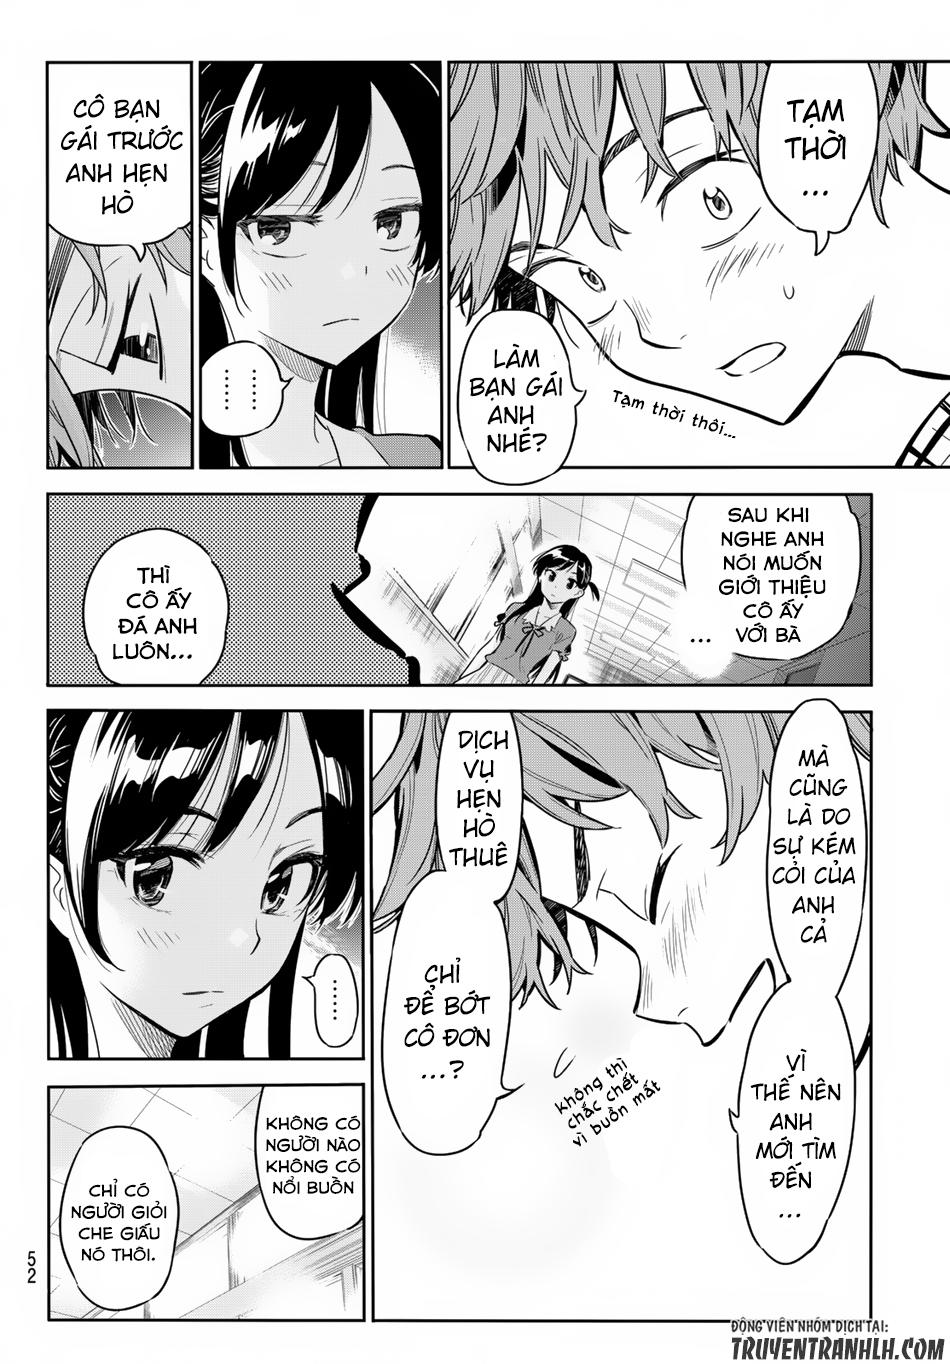 TẠM
THỜI
...
LÀM
BẠN GÁI
ANH
NHÉ?
Tạm thời thôi...
......
CÔ BẠN
GÁI TRƯỚC
ANH HẸN
HÒ
SAU KHI
NGHE ANH
NÓI MUỐN
GIỚI THIỆU
CÔ ẤY
... VỚI BÀ
THÌ
CÔ ẤY
ĐÁ ANH
LUÔN...
MÀ
CŨNG
LÀ DO
SỰ KÉM
CỎI CỦA
ANH
CẢ
VÌ
THẾ NÊN
ANH
MỚI TÌM
ĐẾN
...
DỊCH
VỤ
HẸN
HÒ
THUÊ
CHỈ
ĐỂ BỚT
CÔ ĐƠN
...?
không thì
chắc chết
vì buồn mất
......
KHÔNG CÓ
NGƯỜI NÀO
KHÔNG CÓ
NỔI BUỒN
CHỈ CÓ
NGƯỜI GIỎI
CHE GIẤU
NÓ THÔI.
52
ĐỘNG VIÊN NHÓM DỊCH TẠI:
TRUYENTRANHLH.COM